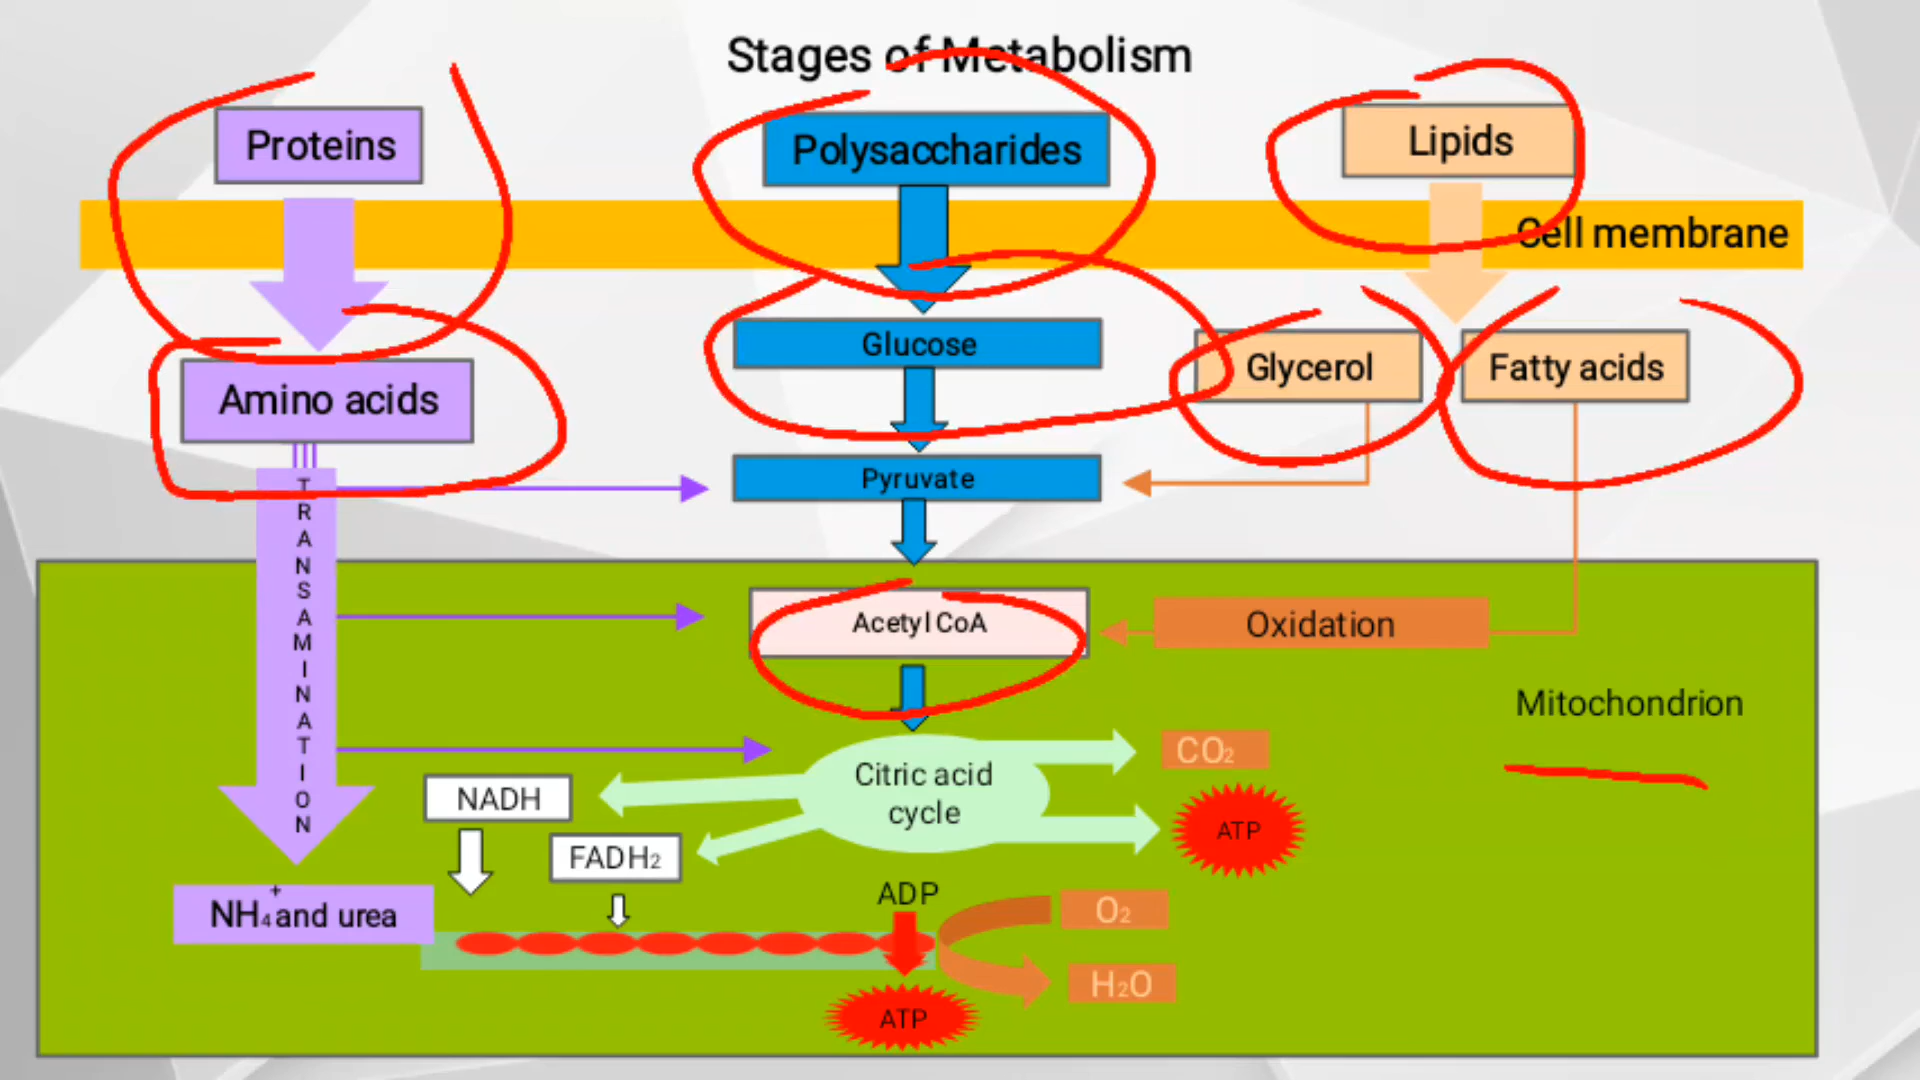 Stages of Metabolism
Proteins
Polysaccharides
Lipids
Cell membrane
Amino acids
Glucose
Glycerol
Fatty acids
Pyruvate
TRANSAMINATION
Acetyl CoA
Oxidation
Mitochondrion
Citric acid
cycle
CO₂
NADH
ATP
FADH₂
ADP
O₂
NH₄⁺ and urea
H₂O
ATP